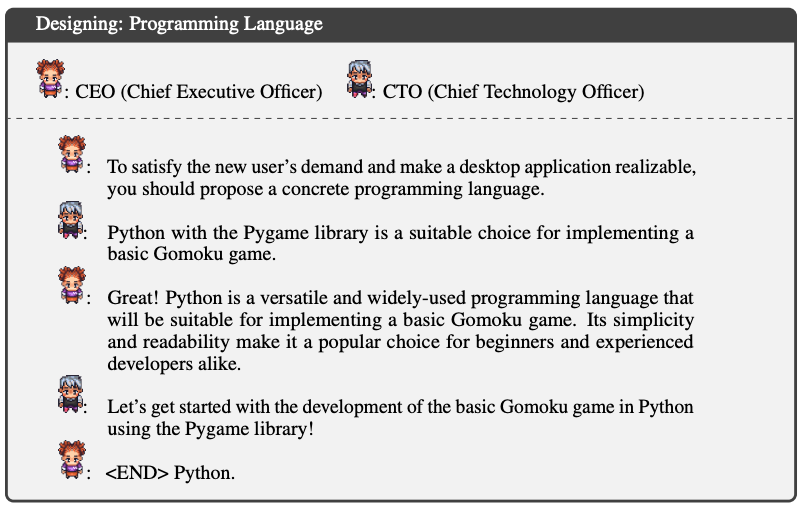 Designing: Programming Language
: CEO (Chief Executive Officer) : CTO (Chief Technology Officer)
: To satisfy the new user's demand and make a desktop application realizable,
you should propose a concrete programming language.
: Python with the Pygame library is a suitable choice for implementing a
basic Gomoku game.
: Great! Python is a versatile and widely-used programming language that
will be suitable for implementing a basic Gomoku game. Its simplicity
and readability make it a popular choice for beginners and experienced
developers alike.
: Let's get started with the development of the basic Gomoku game in Python
using the Pygame library!
: <END> Python.